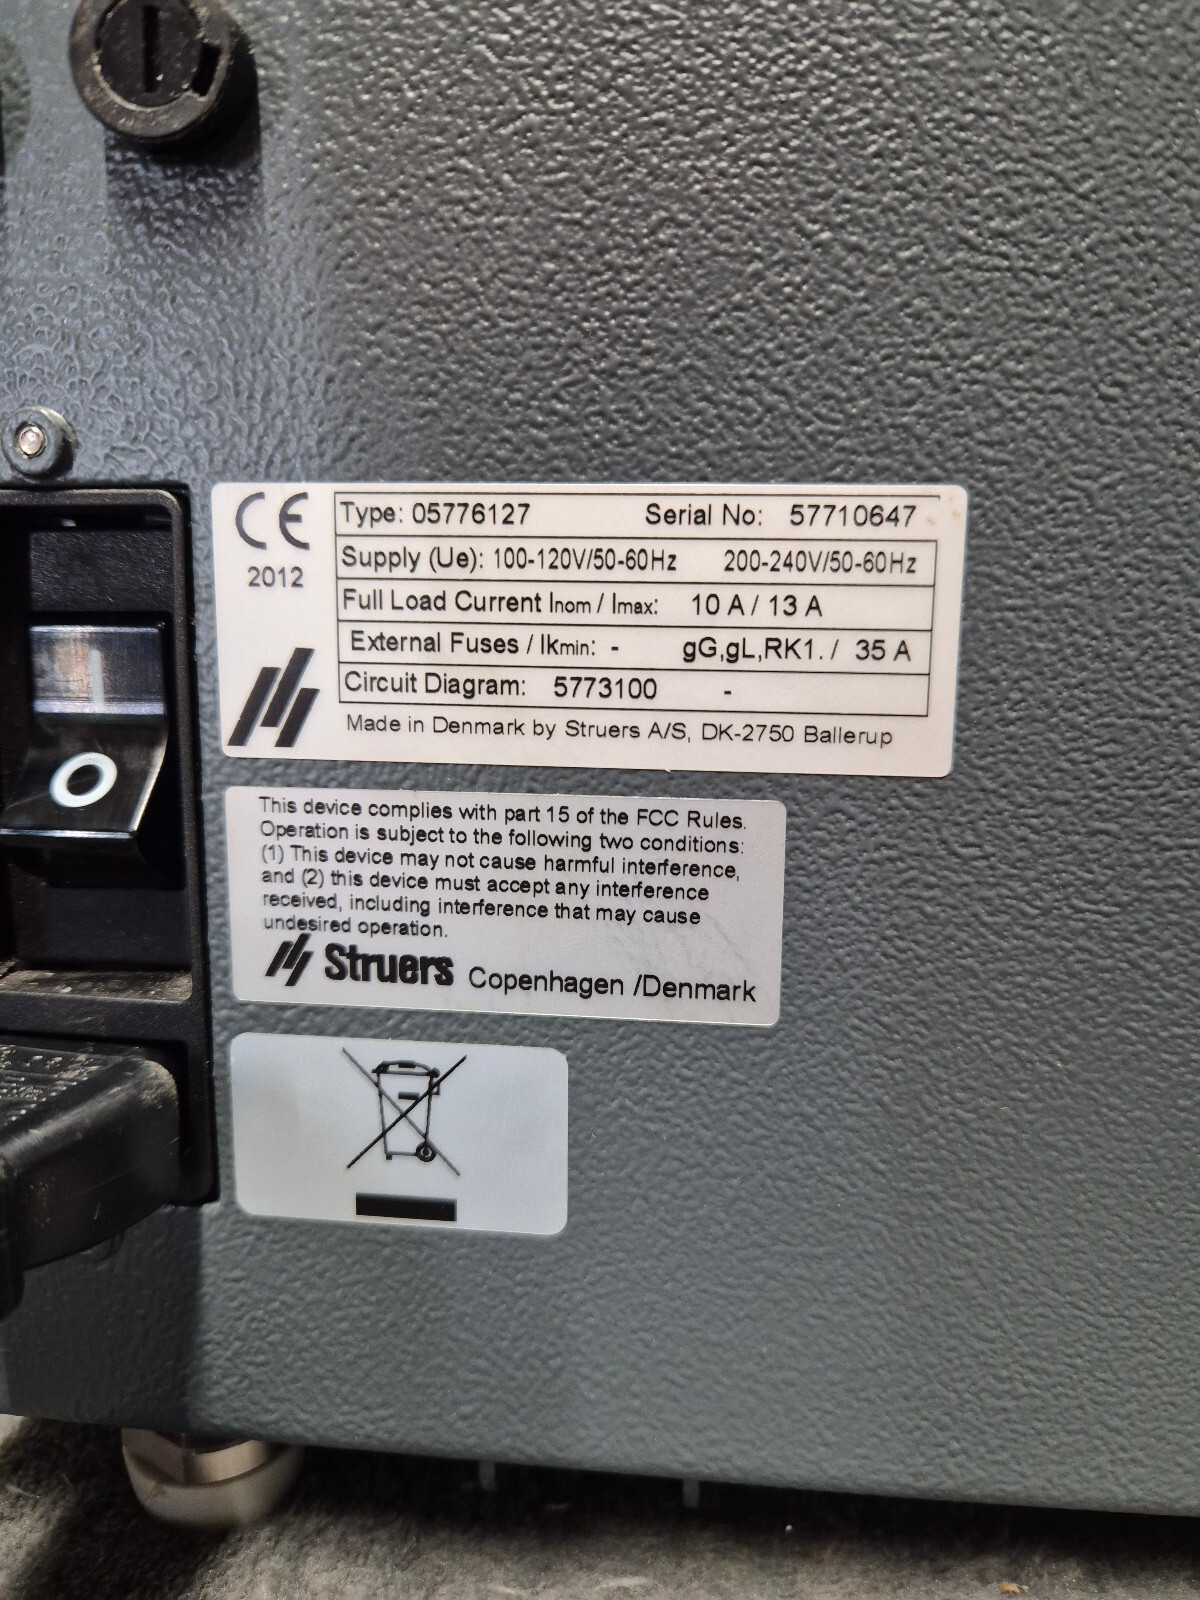 CE
2012
Type: 05776127 Serial No: 57710647
Supply (Ue): 100-120V/50-60Hz 200-240V/50-60Hz
Full Load Current Inom / Imax: 10 A / 13 A
External Fuses / Ikmin: - gG,gL,RK1. / 35 A
Circuit Diagram: 5773100 -
Made in Denmark by Struers A/S, DK-2750 Ballerup
This device complies with part 15 of the FCC Rules.
Operation is subject to the following two conditions:
(1) This device may not cause harmful interference,
and (2) this device must accept any interference
received, including interference that may cause
undesired operation.
Struers Copenhagen /Denmark